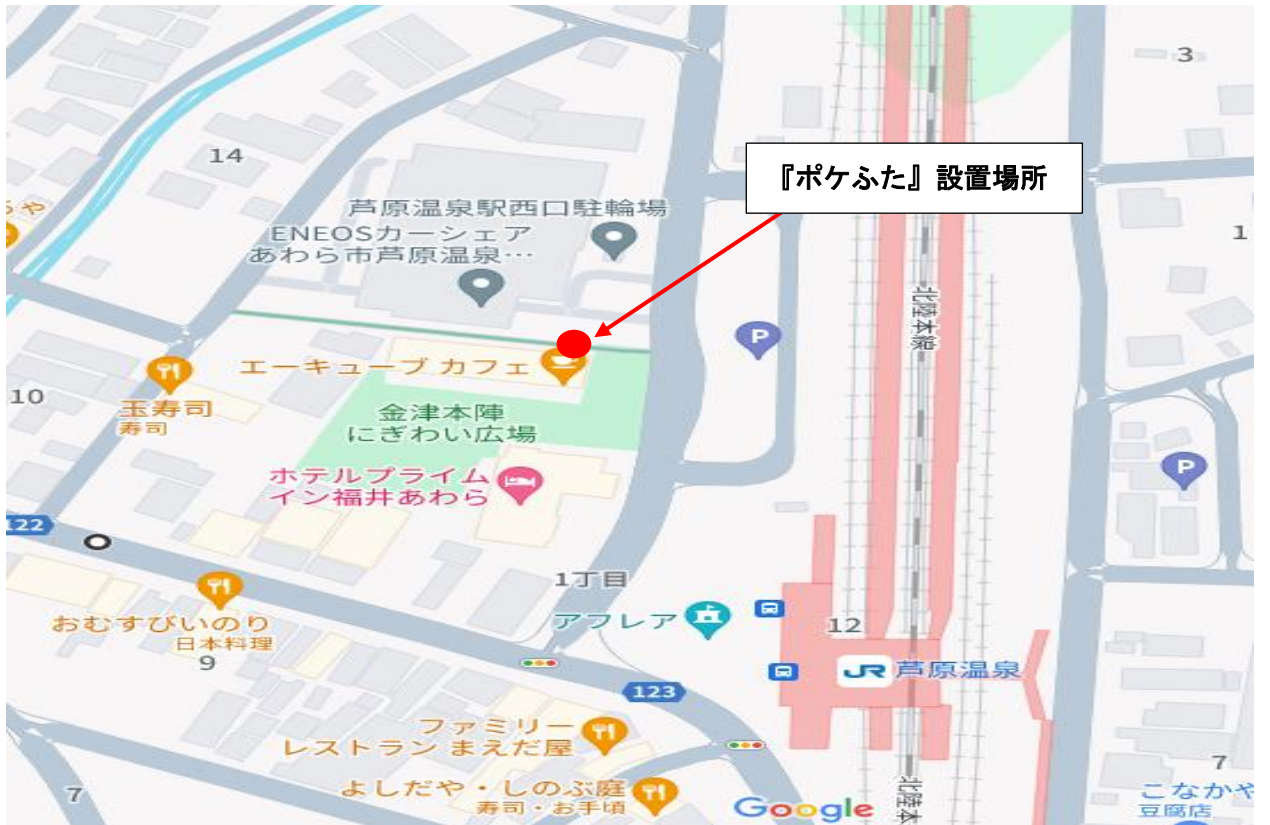 3
『ポケふた』設置場所
14
芦原温泉駅西口駐輪場
ENEOSカーシェア
あわら市芦原温泉…
ちや
1
P
北陸本線
エーキューブ カフェ
10
玉寿司
寿司
金津本陣
にぎわい広場
P
ホテルプライム
イン福井あわら
122
1丁目
おむすびいのり
日本料理
9
アフレア
12
JR 芦原温泉
123
ファミリー
レストラン まえだ屋
7
よしだや・しのぶ庭
寿司・お手頃
Google
北陸本
7
こなかや
豆腐店